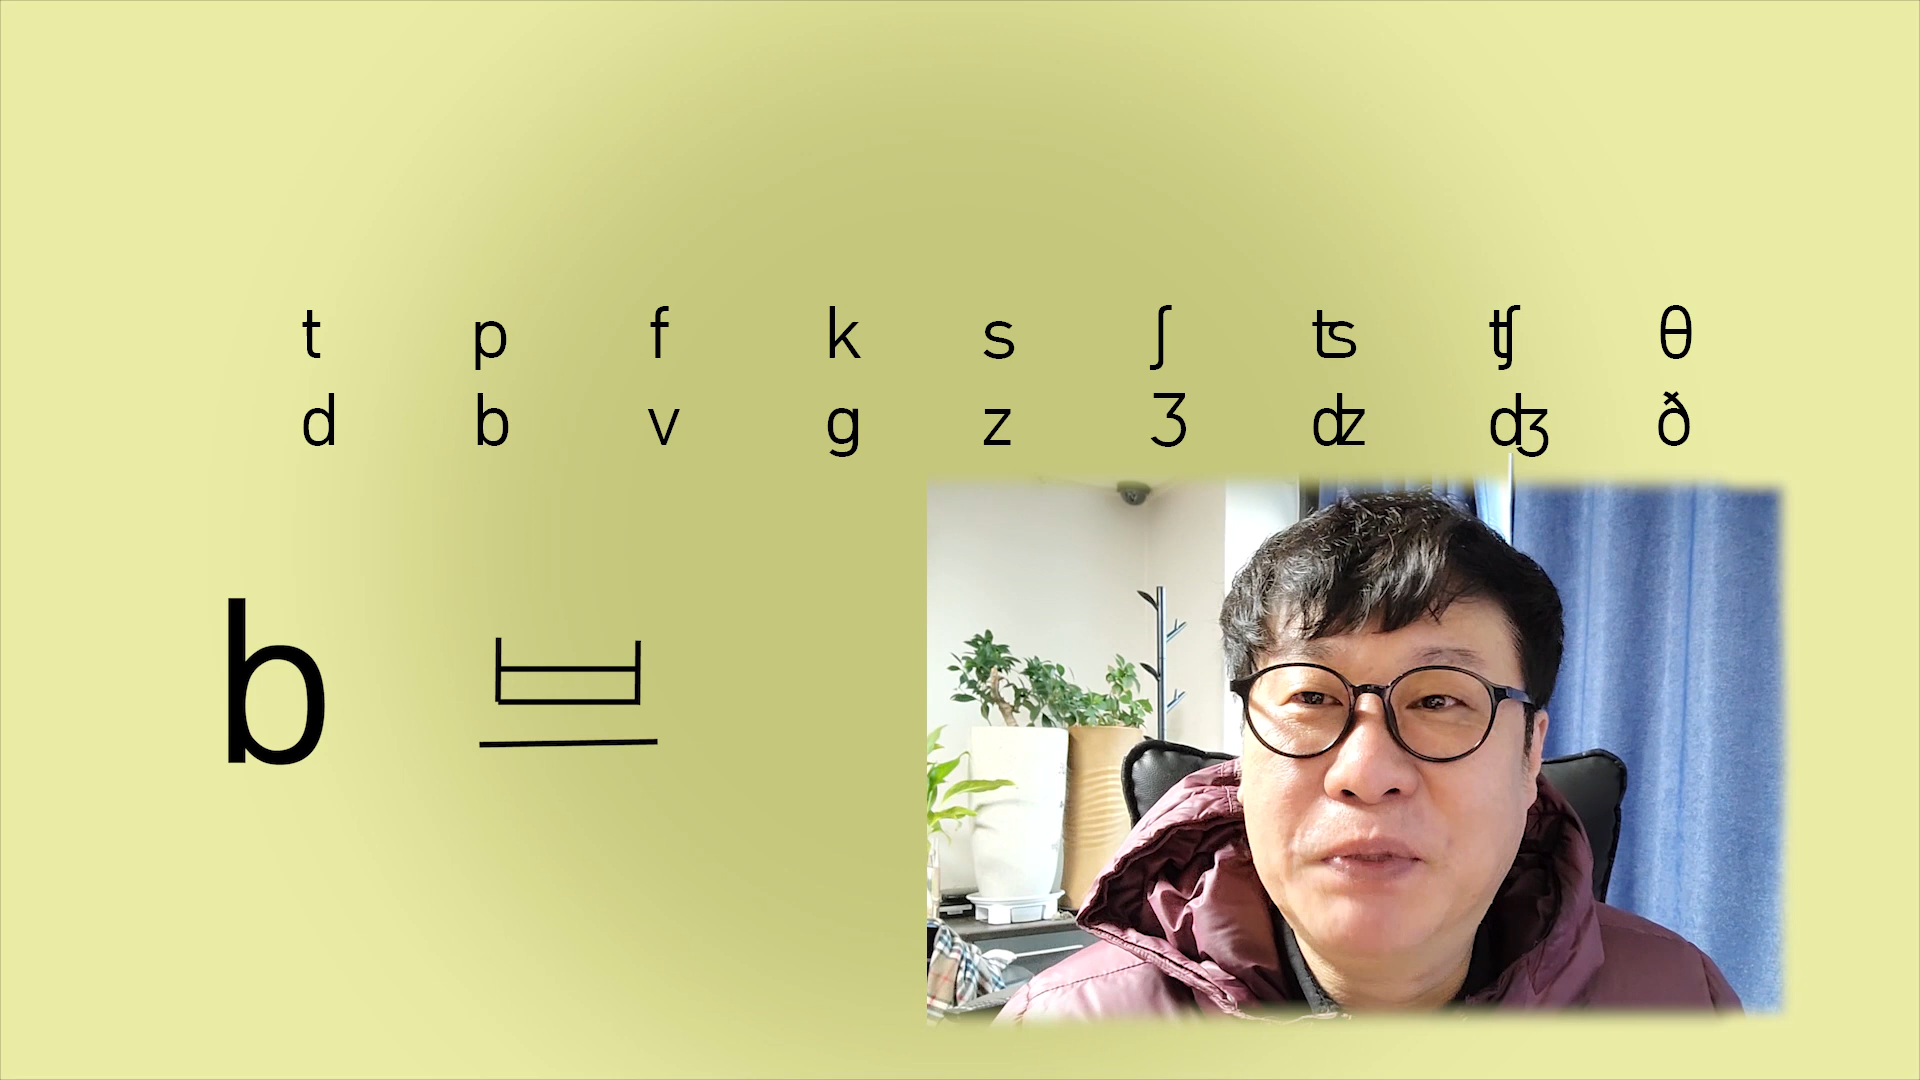 t p f k s ʃ ʦ ʧ θ
d b v g z ʒ ʣ ʤ ð
b 브